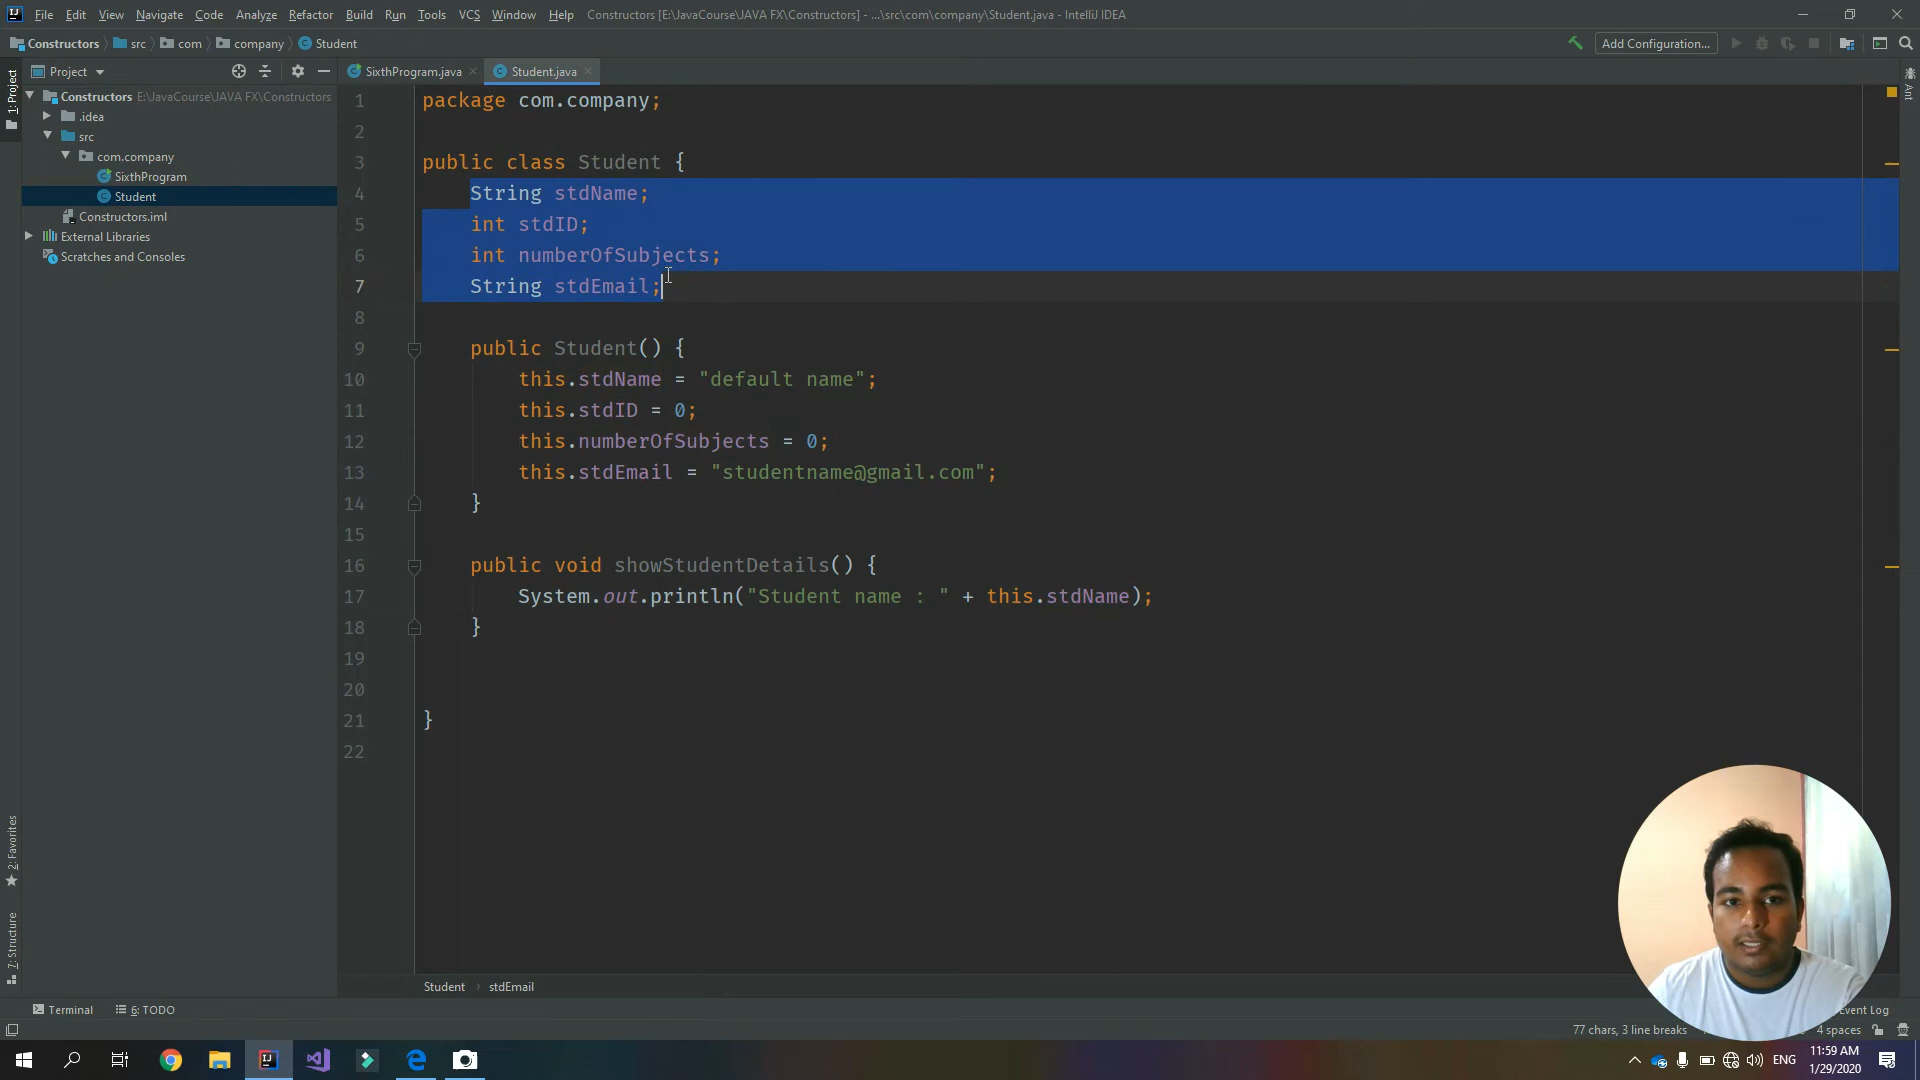 File Edit View Navigate Code Analyze Refactor Build Run Tools VCS Window Help Constructors [E:\JavaCourse\JAVA FX\Constructors] - ...\src\com\company\Student.java - IntelliJ IDEA
Constructors src com company Student Add Configuration...
1: Project
Project
SixthProgram.java
Student.java
Ant
Constructors E:\JavaCourse\JAVA FX\Constructors
.idea
src
com.company
SixthProgram
Student
Constructors.iml
External Libraries
Scratches and Consoles
1 package com.company;
2
3 public class Student {
4 String stdName;
5 int stdID;
6 int numberOfSubjects;
7 String stdEmail;
8
9 public Student() {
10 this.stdName = "default name";
11 this.stdID = 0;
12 this.numberOfSubjects = 0;
13 this.stdEmail = "studentname@gmail.com";
14 }
15
16 public void showStudentDetails() {
17 System.out.println("Student name : " + this.stdName);
18 }
19
20
21 }
22
2: Favorites
7: Structure
Student stdEmail
Terminal 6: TODO Event Log
77 chars, 3 line breaks 4 spaces
ENG
11:59 AM
1/29/2020